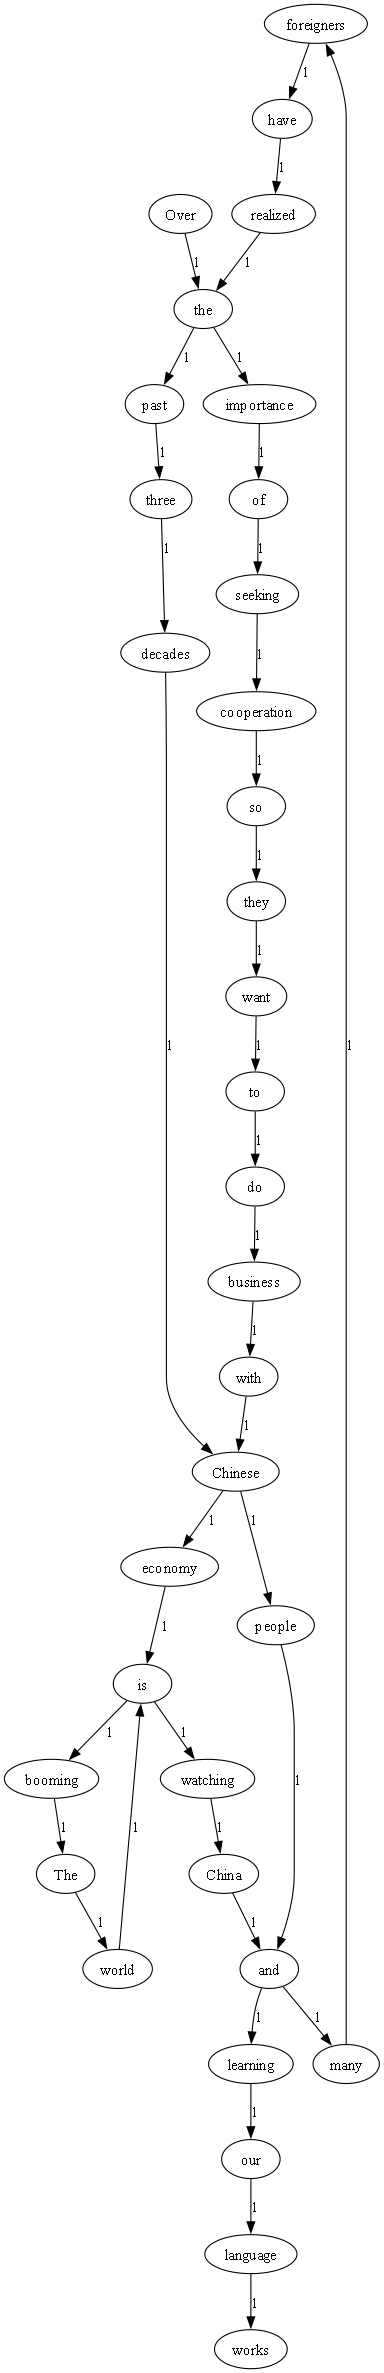 foreigners
1
have
1
Over
realized
1
1
the
1
1
past
importance
1
1
three
of
1
1
seeking
decades
1
cooperation
1
so
1
they
1
want
1
1
1
to
1
do
1
business
1
with
1
Chinese
1
1
economy
people
1
is
1
1
booming
watching
1
1
1
1
The
China
1
1
world
and
1
1
learning
many
1
our
1
language
1
works